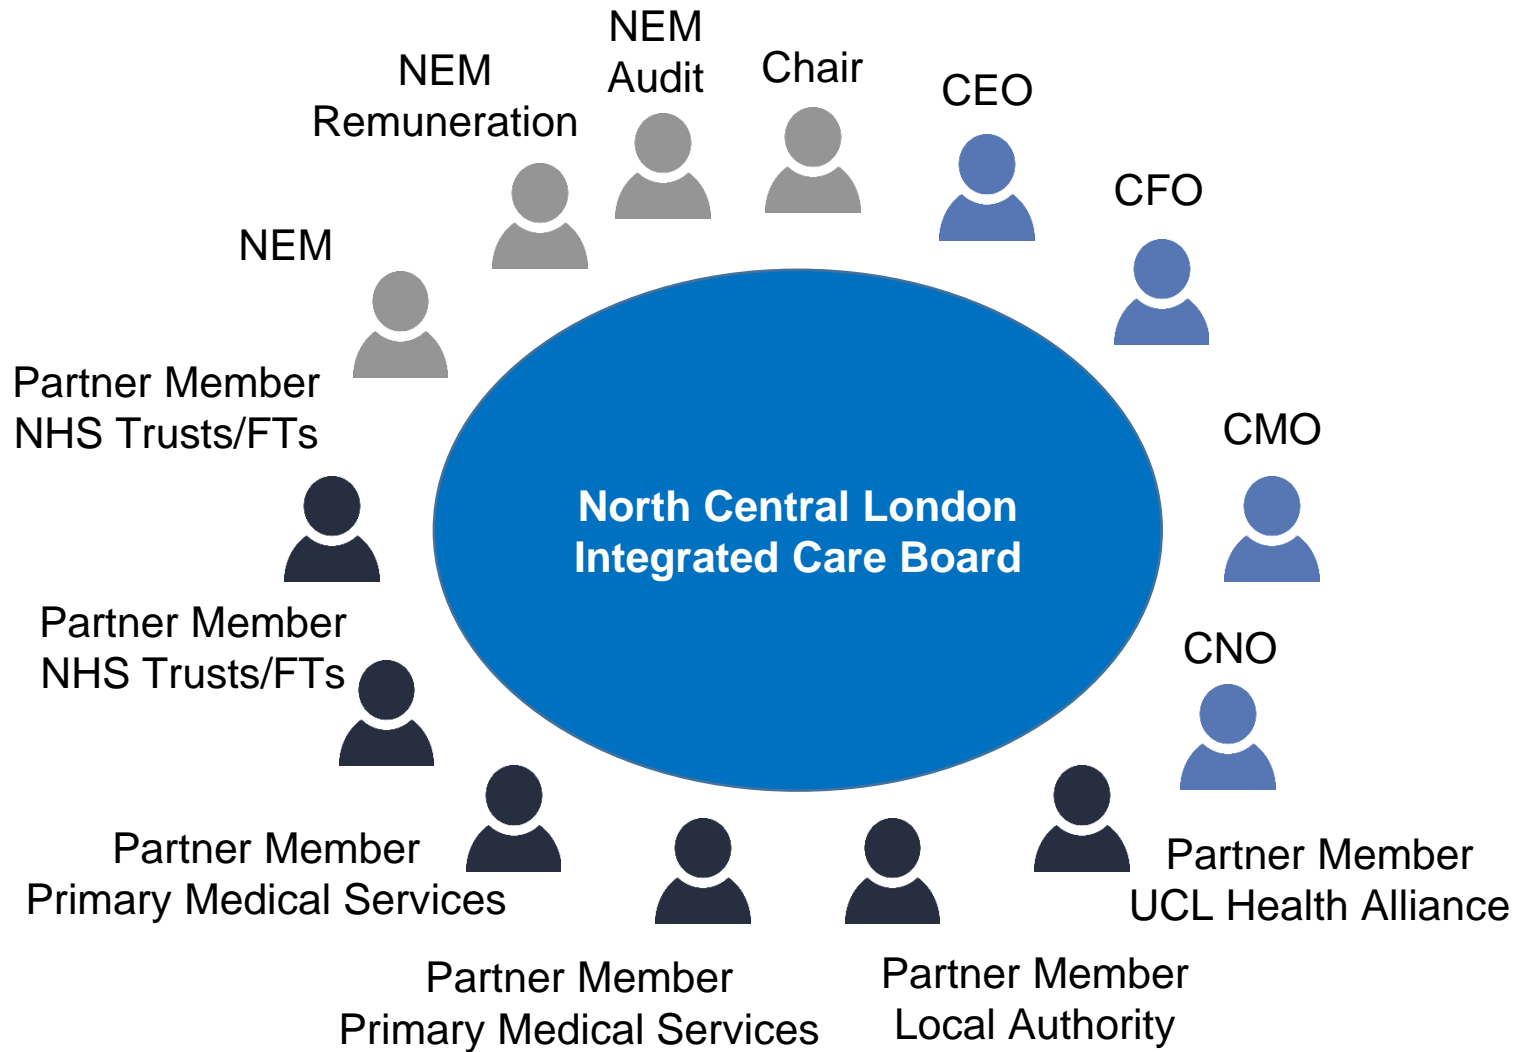 NEM
Audit
Chair
CEO
NEM
Remuneration
CFO
NEM
Partner Member
NHS Trusts/FTs
CMO
North Central London
Integrated Care Board
Partner Member
NHS Trusts/FTs
CNO
Partner Member
Primary Medical Services
Partner Member
UCL Health Alliance
Partner Member
Primary Medical Services
Partner Member
Local Authority